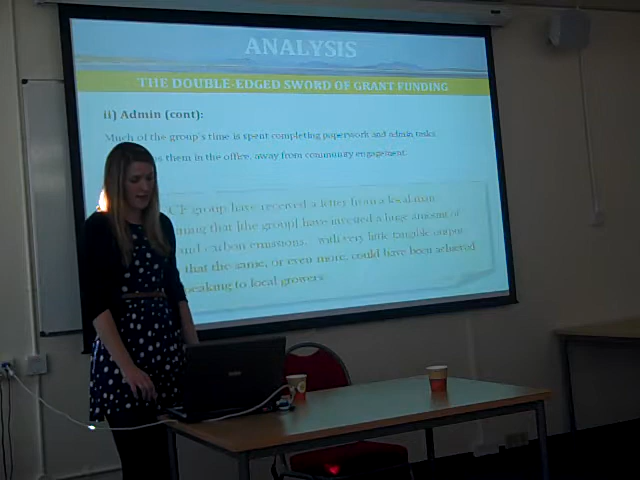 ANALYSIS
THE DOUBLE-EDGED SWORD OF GRANT FUNDING
ii) Admin (cont):
Much of the group's time is spent completing paperwork and admin tasks.
them in the office, away from community engagement.
group have received a letter from a local man
that [the group] have invested a huge amount of
and carbon emissions, with very little tangible output
that the same, or even more, could have been achieved
speaking to local growers